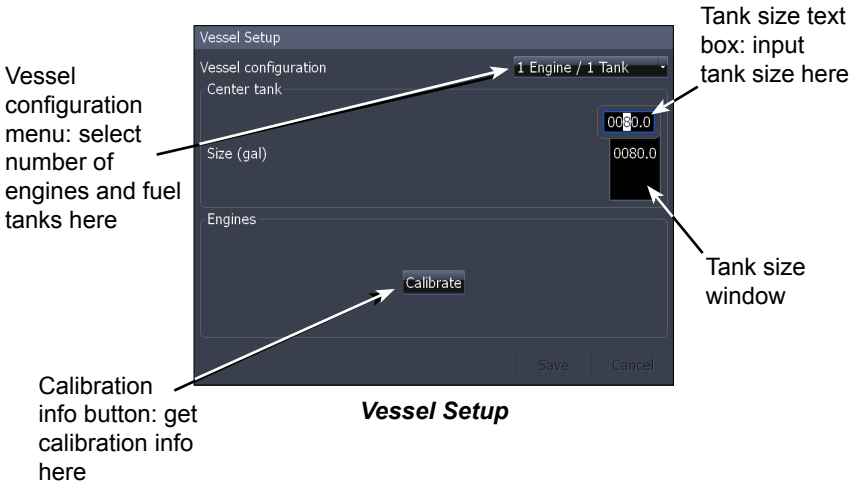 Tank size text
box: input
tank size here
Vessel
configuration
menu: select
number of
engines and fuel
tanks here
Vessel Setup
Vessel configuration
1 Engine / 1 Tank
Center tank
0080.0
Size (gal)
0080.0
Engines
Calibrate
Save
Cancel
Tank size
window
Calibration
info button: get
calibration info
here
Vessel Setup